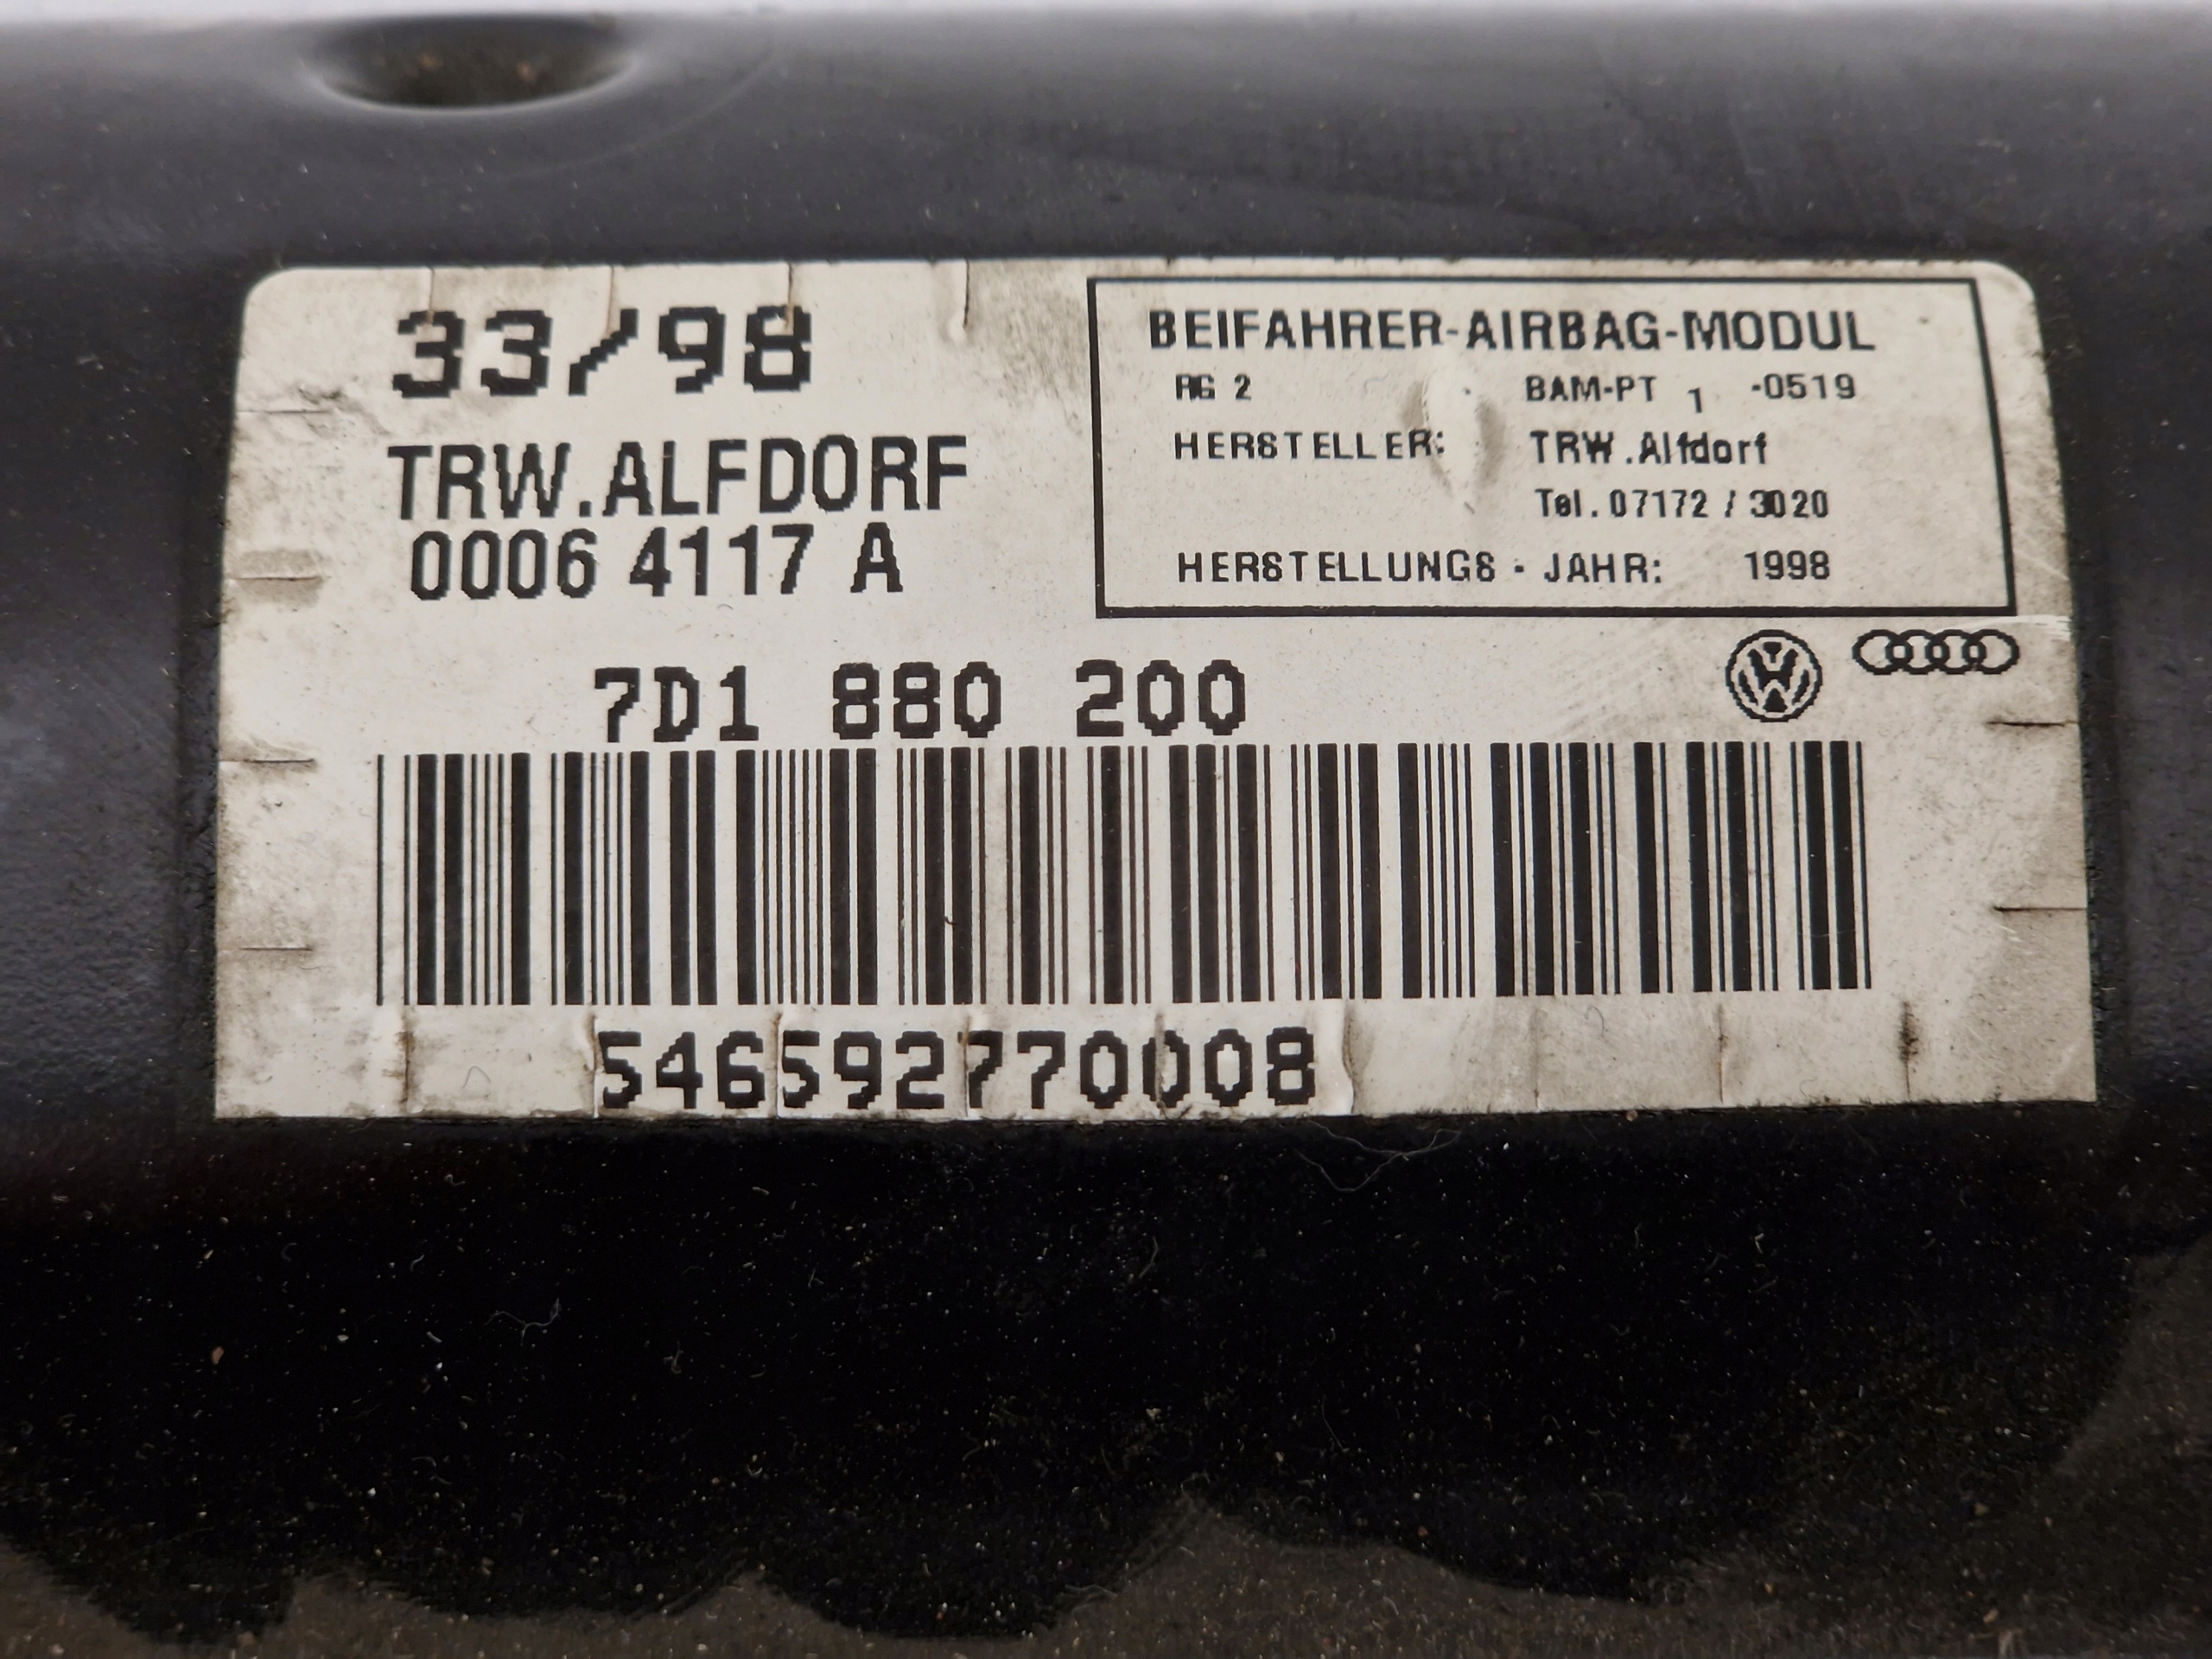 33/98
TRW.ALFDORF
0006 4117 A
BEIFAHRER-AIRBAG-MODUL
RG 2 BAM-PT 1 -0519
HERSTELLER: TRW.Alfdorf
Tel.07172 / 3020
HERSTELLUNGS - JAHR: 1998
7D1 880 200
546592770008